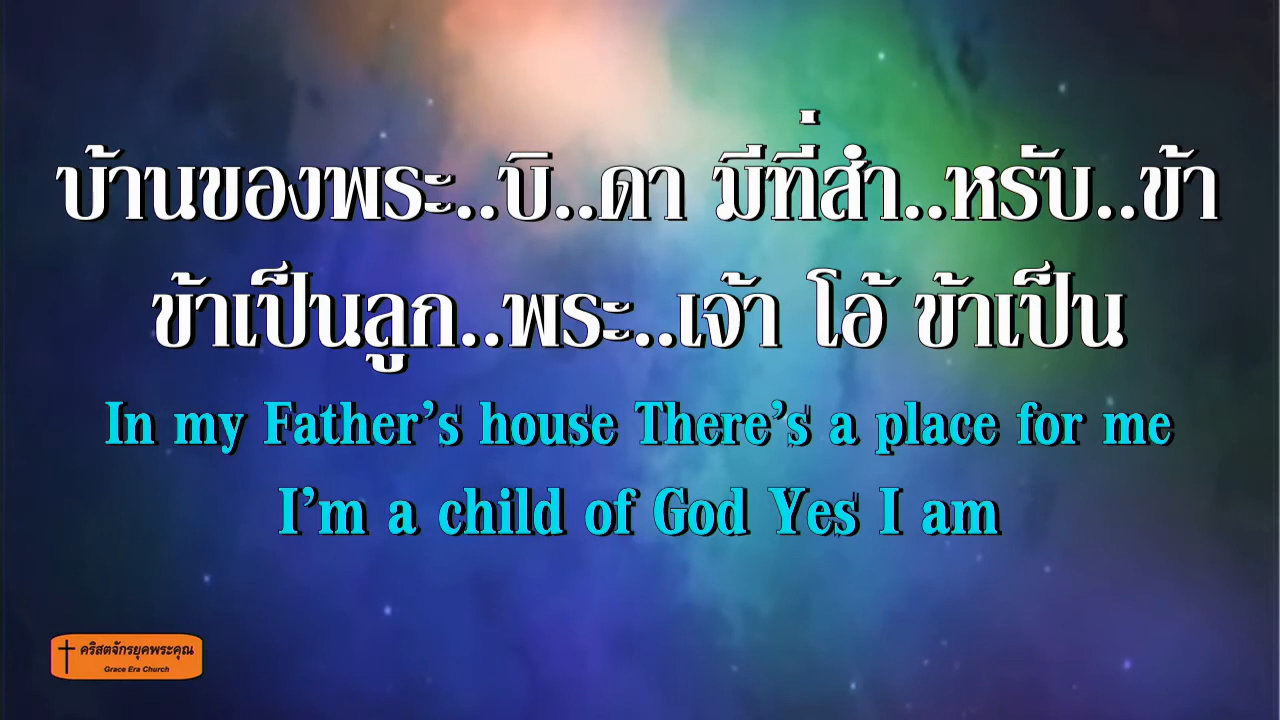 บ้านของพระ..บิ..ดา มีที่สำ..หรับ..ข้า
ข้าเป็นลูก..พระ..เจ้า โอ้ ข้าเป็น
In my Father's house There's a place for me
I'm a child of God Yes I am
คริสตจักรยุคพระคุณ
Grace Era Church